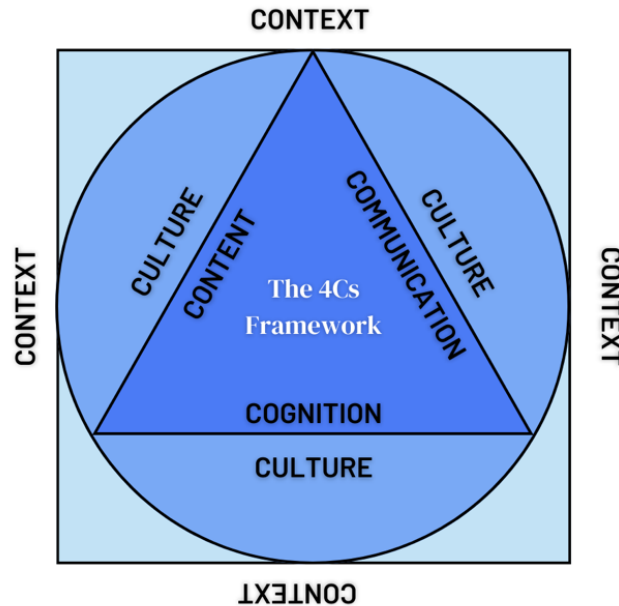 CONTEXT
CULTURE
CONTENT
COMMUNICATION
CULTURE
CONTEXT
The 4Cs
Framework
CONTEXT
COGNITION
CULTURE
CONTEXT